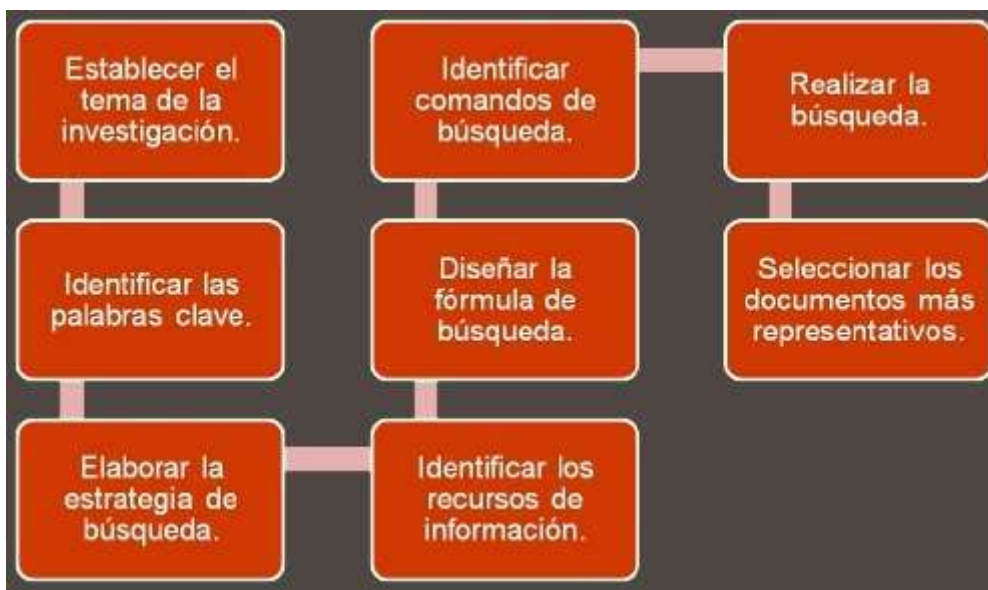 Establecer el
tema de la
investigación.
Identificar las
palabras clave.
Elaborar la
estrategia de
búsqueda.
Identificar los
recursos de
información.
Diseñar la
fórmula de
búsqueda.
Identificar
comandos de
búsqueda.
Realizar la
búsqueda.
Seleccionar los
documentos más
representativos.